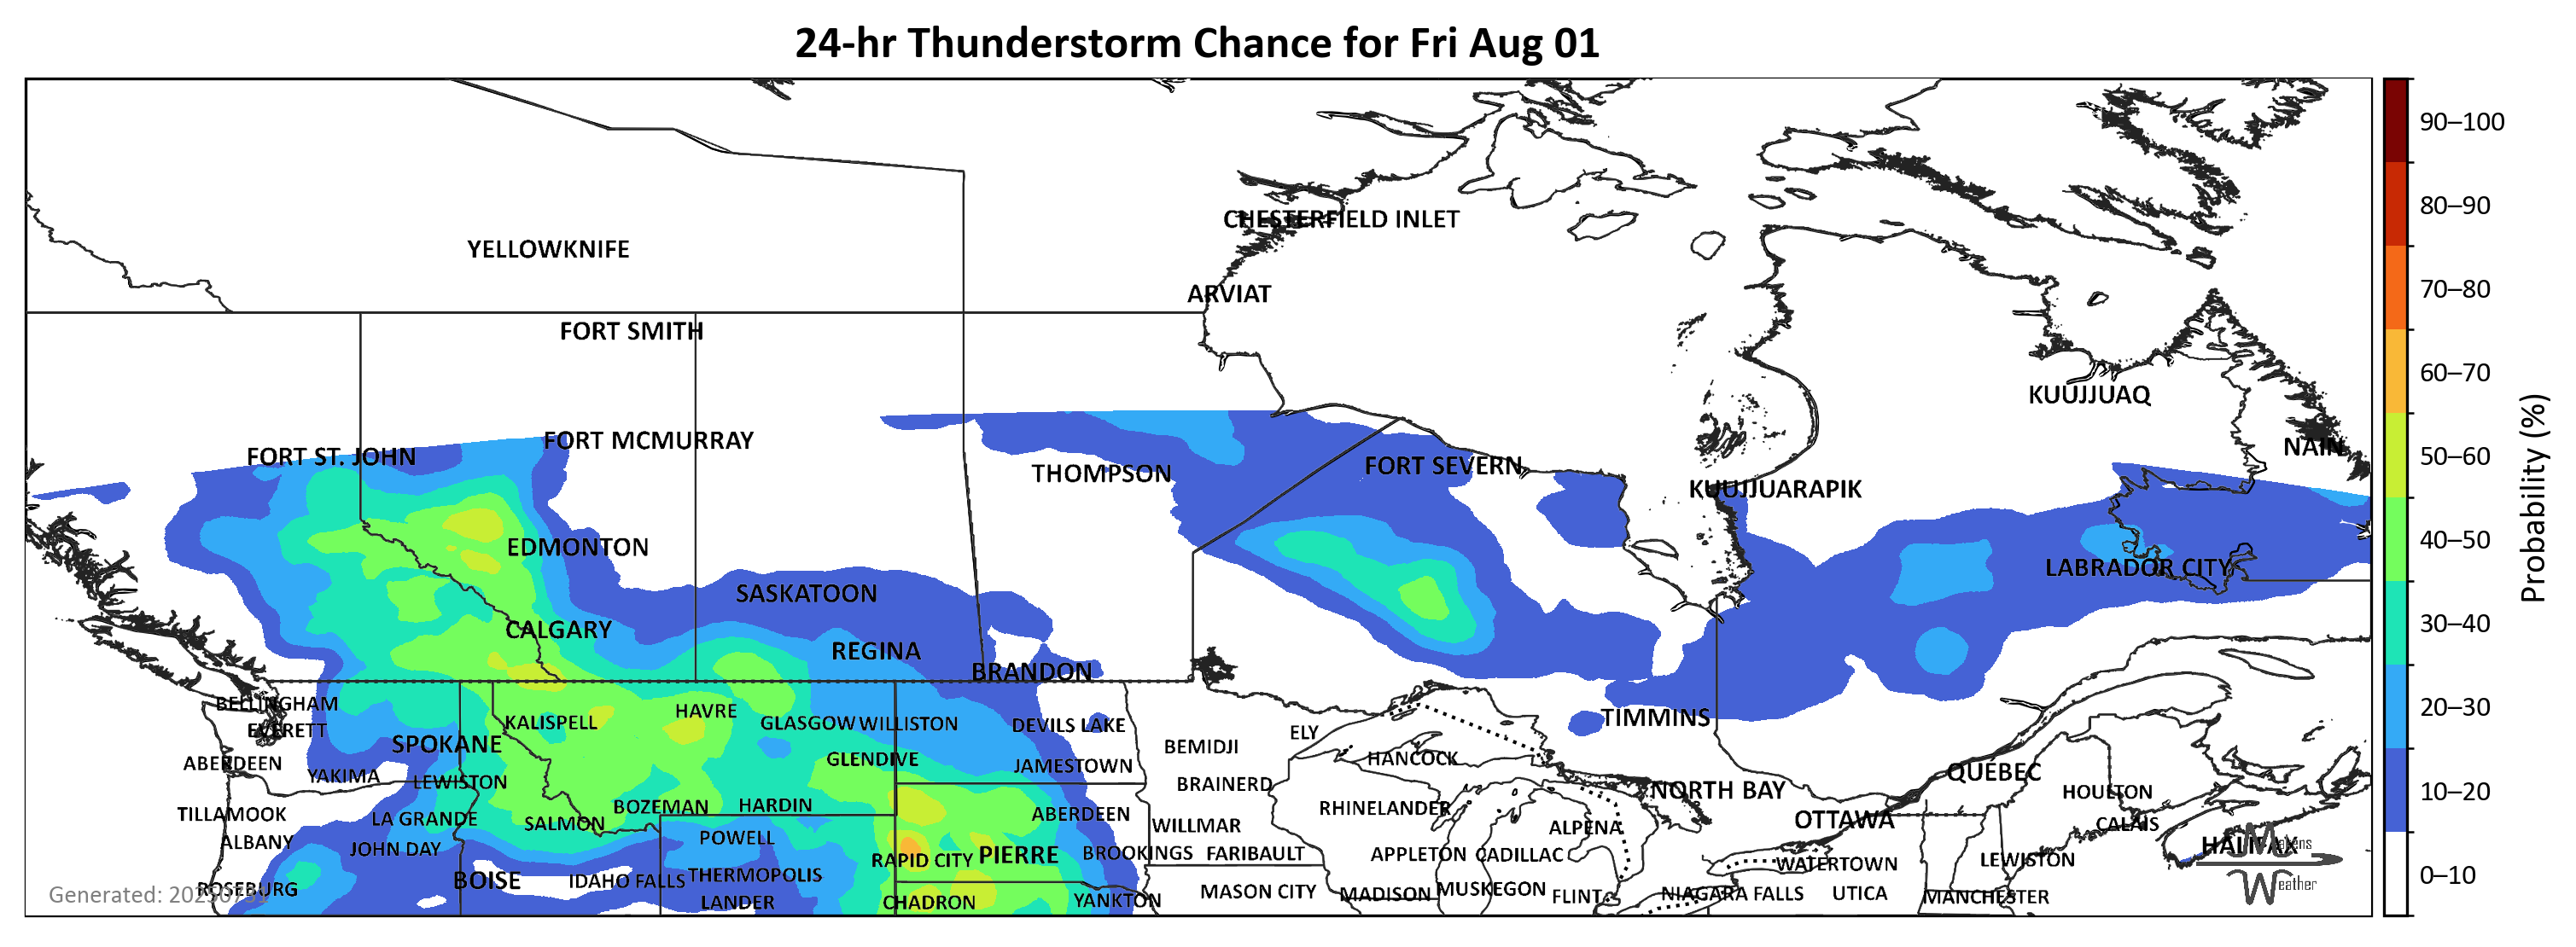 24-hr Thunderstorm Chance for Fri Aug 01
90–100
80–90
70–80
60–70
50–60
40–50
30–40
20–30
10–20
0–10
Probability (%)
CHESTERFIELD INLET
YELLOWKNIFE
ARVIAT
FORT SMITH
KUUJJUAQ
FORT MCMURRAY
NAIN
FORT ST. JOHN
FORT SEVERN
THOMPSON
KUUJJUARAPIK
EDMONTON
LABRADOR CITY
SASKATOON
CALGARY
REGINA
BRANDON
BELLINGHAM
HAVRE
TIMMINS
KALISPELL
GLASGOW
WILLISTON
DEVILS LAKE
EVERETT
ELY
SPOKANE
BEMIDJI
HANCOCK
GLENDIVE
ABERDEEN
JAMESTOWN
QUÉBEC
YAKIMA
LEWISTON
BRAINERD
NORTH BAY
HOULTON
BOZEMAN
HARDIN
RHINELANDER
TILLAMOOK
LA GRANDE
ABERDEEN
OTTAWA
SALMON
WILLMAR
ALPENA
CALAIS
ALBANY
POWELL
HALIFAX
Makens
JOHN DAY
RAPID CITY
PIERRE
BROOKINGS
FARIBAULT
APPLETON
CADILLAC
WATERTOWN
LEWISTON
BOISE
IDAHO FALLS
THERMOPOLIS
Weather
ROSEBURG
MASON CITY
MADISON
MUSKEGON
FLINT
NIAGARA FALLS
UTICA
MANCHESTER
LANDER
CHADRON
YANKTON
Generated: 20250731